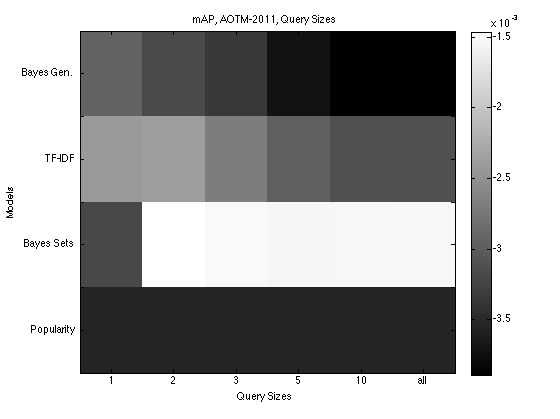 mAP, AOTM-2011, Query Sizes
x 10^-3
Bayes Gen.
TF-IDF
Bayes Sets
Popularity
Models
1 2 3 5 10 all
Query Sizes
-1.5
-2
-2.5
-3
-3.5